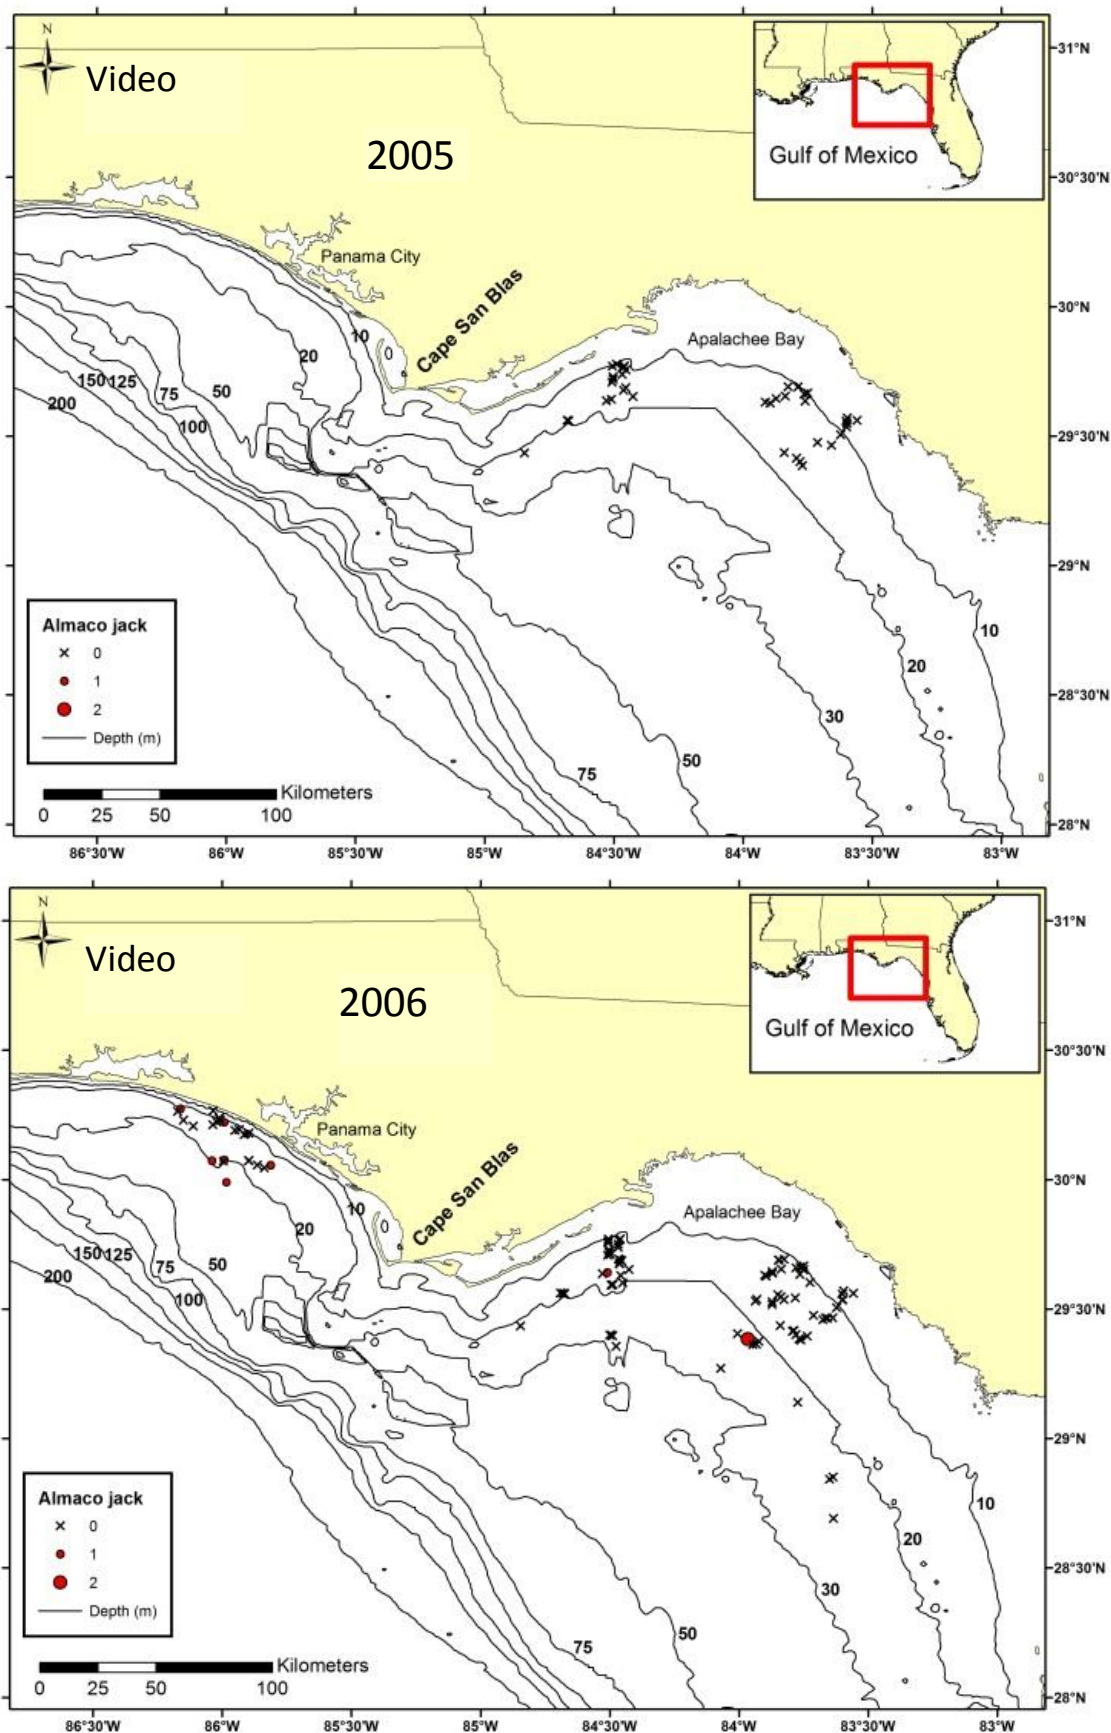 N
Video
2005
Gulf of Mexico
31°N
30°30'N
30°N
29°30'N
29°N
28°30'N
28°N
Panama City
Cape San Blas
Apalachee Bay
10
0
20
50
75
100
125
150
200
10
20
30
50
75
Almaco jack
0
1
2
Depth (m)
Kilometers
0 25 50 100
86°30'W 86°W 85°30'W 85°W 84°30'W 84°W 83°30'W 83°W
N
Video
2006
Gulf of Mexico
31°N
30°30'N
30°N
29°30'N
29°N
28°30'N
28°N
Panama City
Cape San Blas
Apalachee Bay
10
0
20
50
75
100
125
150
200
10
20
30
50
75
Almaco jack
0
1
2
Depth (m)
Kilometers
0 25 50 100
86°30'W 86°W 85°30'W 85°W 84°30'W 84°W 83°30'W 83°W